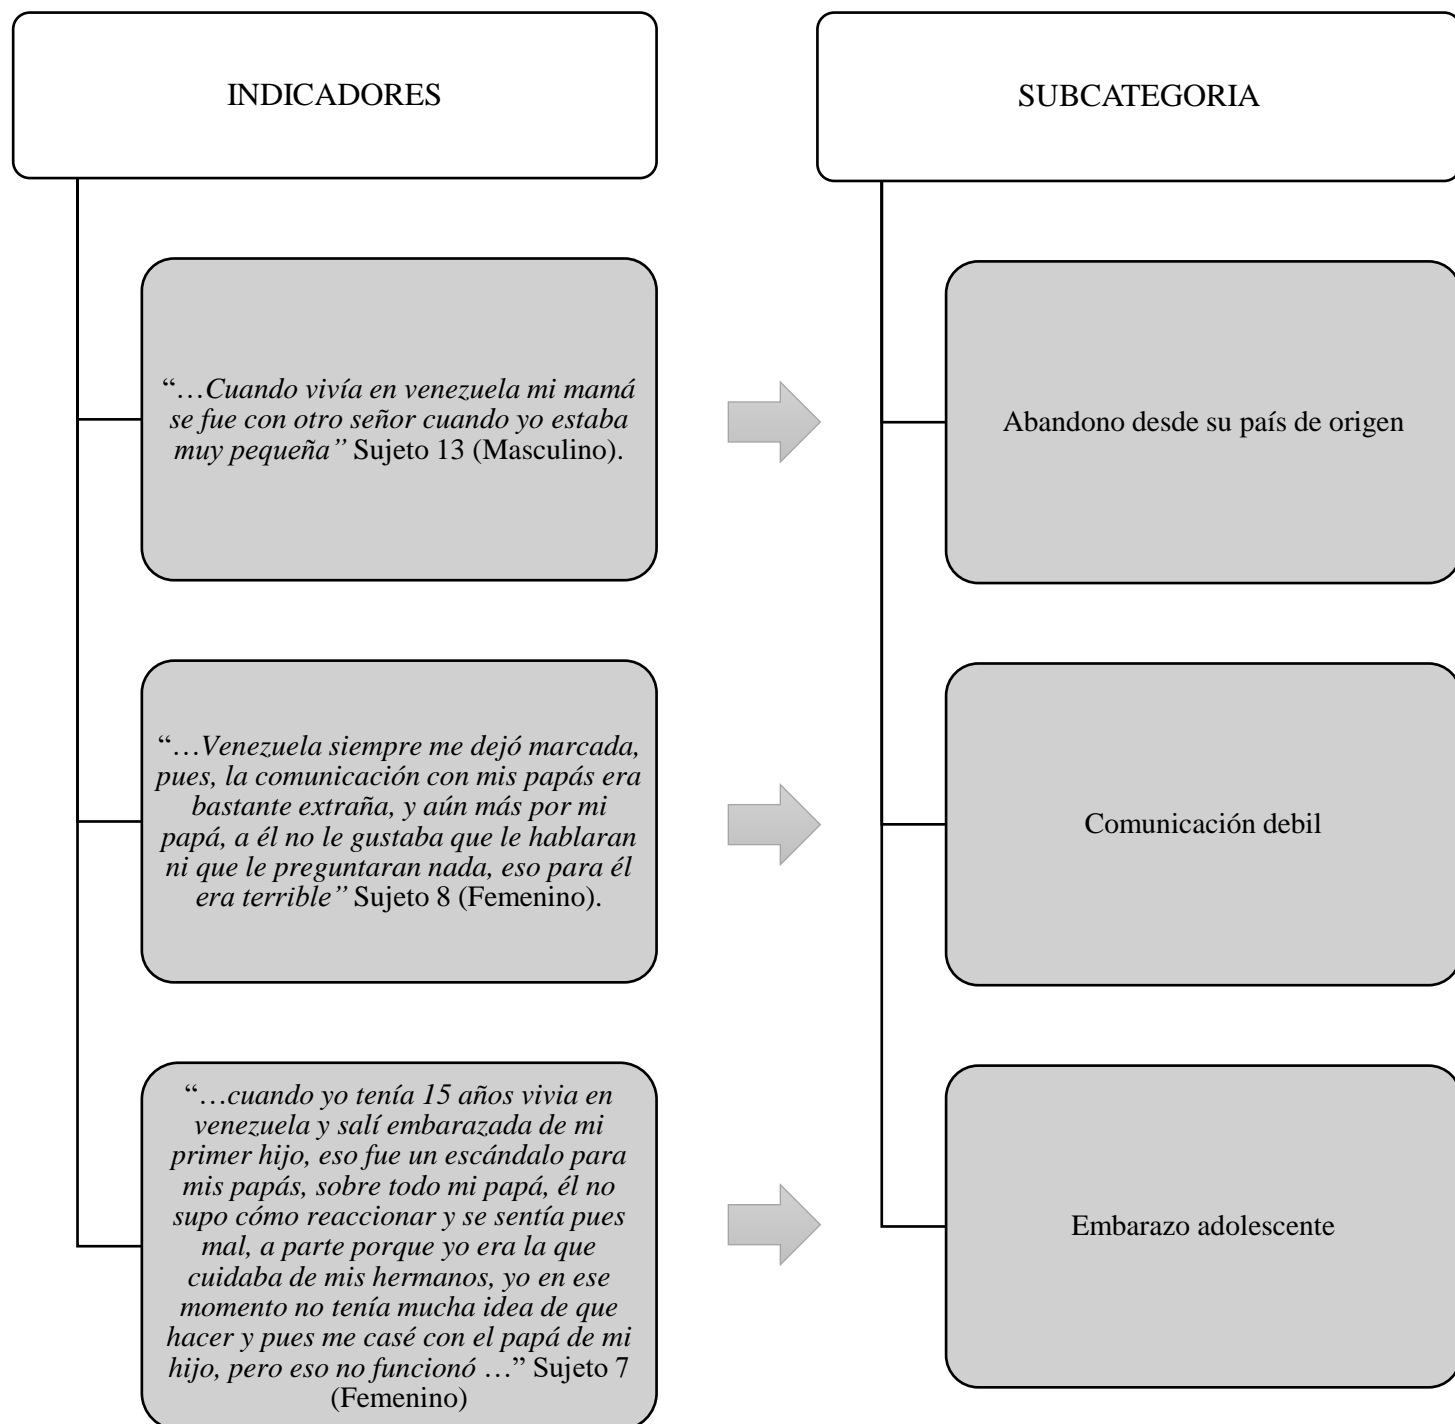 INDICADORES
SUBCATEGORIA
“…Cuando vivía en venezuela mi mamá
se fue con otro señor cuando yo estaba
muy pequeña” Sujeto 13 (Masculino).
Abandono desde su país de origen
“…Venezuela siempre me dejó marcada,
pues, la comunicación con mis papás era
bastante extraña, y aún más por mi
papá, a él no le gustaba que le hablaran
ni que le preguntaran nada, eso para él
era terrible” Sujeto 8 (Femenino).
Comunicación debil
“…cuando yo tenía 15 años vivia en
venezuela y salí embarazada de mi
primer hijo, eso fue un escándalo para
mis papás, sobre todo mi papá, él no
supo cómo reaccionar y se sentía pues
mal, a parte porque yo era la que
cuidaba de mis hermanos, yo en ese
momento no tenía mucha idea de que
hacer y pues me casé con el papá de mi
hijo, pero eso no funcionó …” Sujeto 7
(Femenino)
Embarazo adolescente